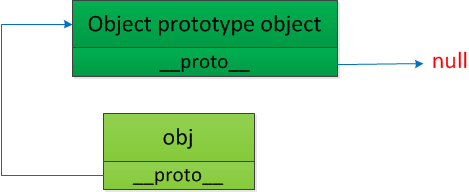 Object prototype object
__proto__
null
obj
__proto__